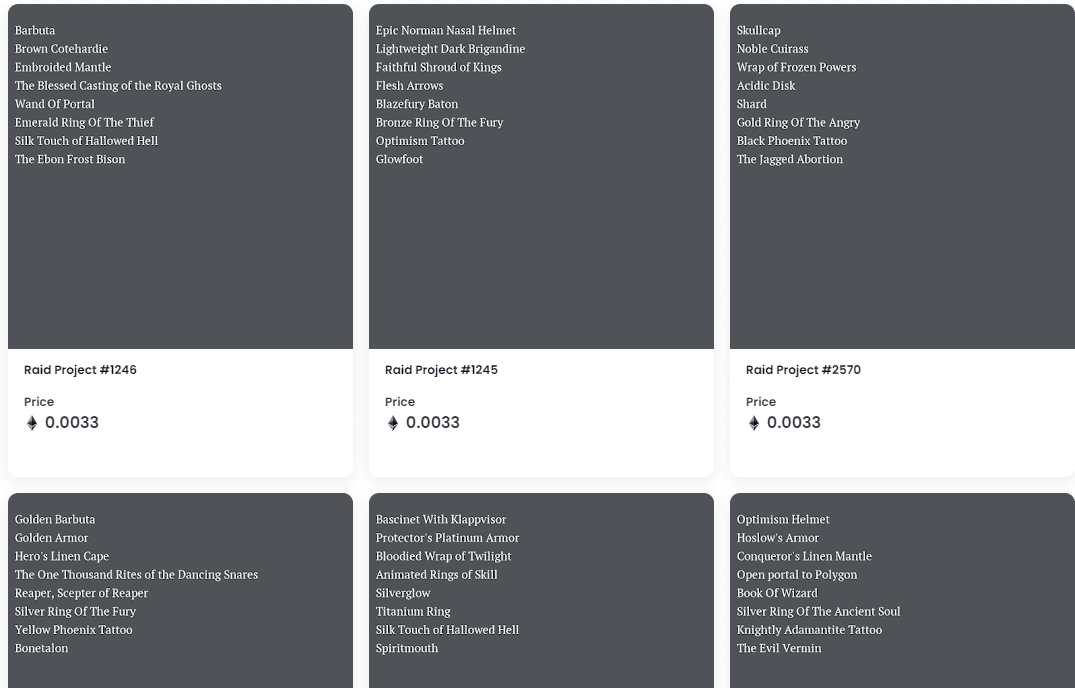 Barbuta
Brown Cotehardie
Embroided Mantle
The Blessed Casting of the Royal Ghosts
Wand Of Portal
Emerald Ring Of The Thief
Silk Touch of Hallowed Hell
The Ebon Frost Bison
Raid Project #1246
Price
0.0033
Epic Norman Nasal Helmet
Lightweight Dark Brigandine
Faithful Shroud of Kings
Flesh Arrows
Blazefury Baton
Bronze Ring Of The Fury
Optimism Tattoo
Glowfoot
Raid Project #1245
Price
0.0033
Skullcap
Noble Cuirass
Wrap of Frozen Powers
Acidic Disk
Shard
Gold Ring Of The Angry
Black Phoenix Tattoo
The Jagged Abortion
Raid Project #2570
Price
0.0033
Golden Barbuta
Golden Armor
Hero's Linen Cape
The One Thousand Rites of the Dancing Snares
Reaper, Scepter of Reaper
Silver Ring Of The Fury
Yellow Phoenix Tattoo
Bonetalon
Bascinet With Klappvisor
Protector's Platinum Armor
Bloodied Wrap of Twilight
Animated Rings of Skill
Silverglow
Titanium Ring
Silk Touch of Hallowed Hell
Spiritmouth
Optimism Helmet
Hoslow's Armor
Conqueror's Linen Mantle
Open portal to Polygon
Book Of Wizard
Silver Ring Of The Ancient Soul
Knightly Adamantite Tattoo
The Evil Vermin